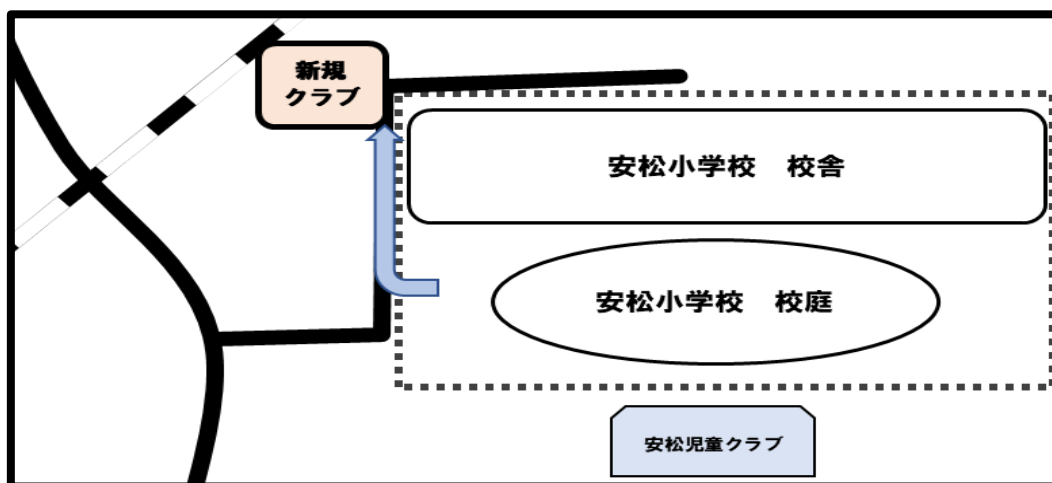 新規
クラブ
安松小学校　校舎
安松小学校　校庭
安松児童クラブ